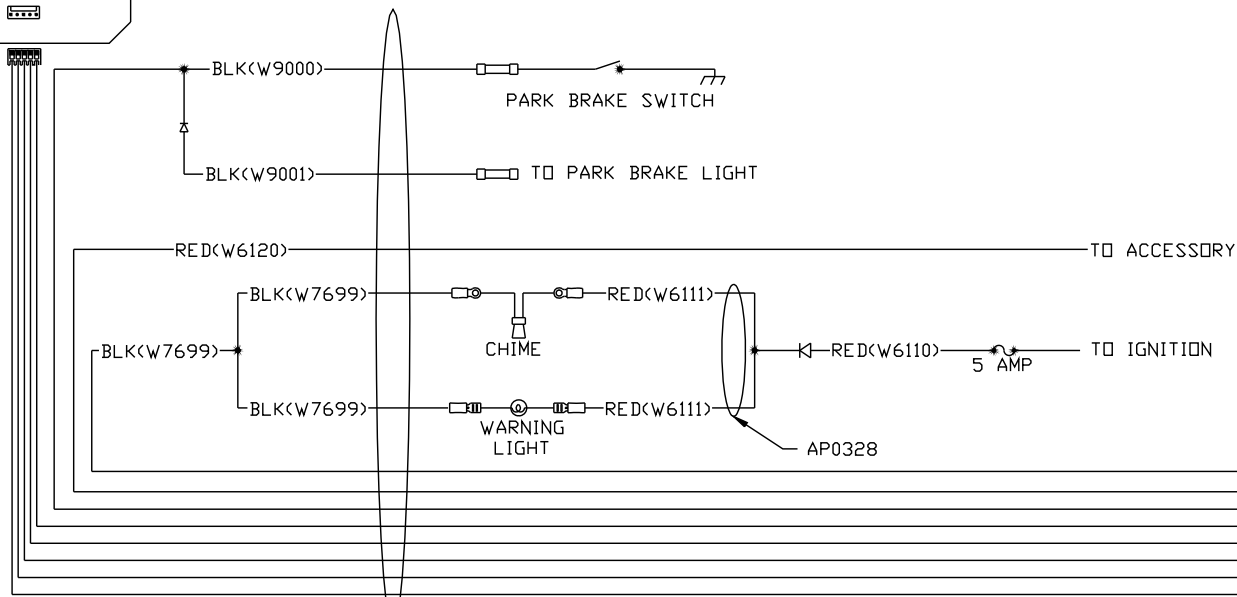 BLK(W9000)
PARK BRAKE SWITCH
BLK(W9001)
TO PARK BRAKE LIGHT
RED(W6120)
TO ACCESSORY
BLK(W7699)
RED(W6111)
CHIME
BLK(W7699)
RED(W6110)
5 AMP
TO IGNITION
BLK(W7699)
RED(W6111)
WARNING
LIGHT
AP0328